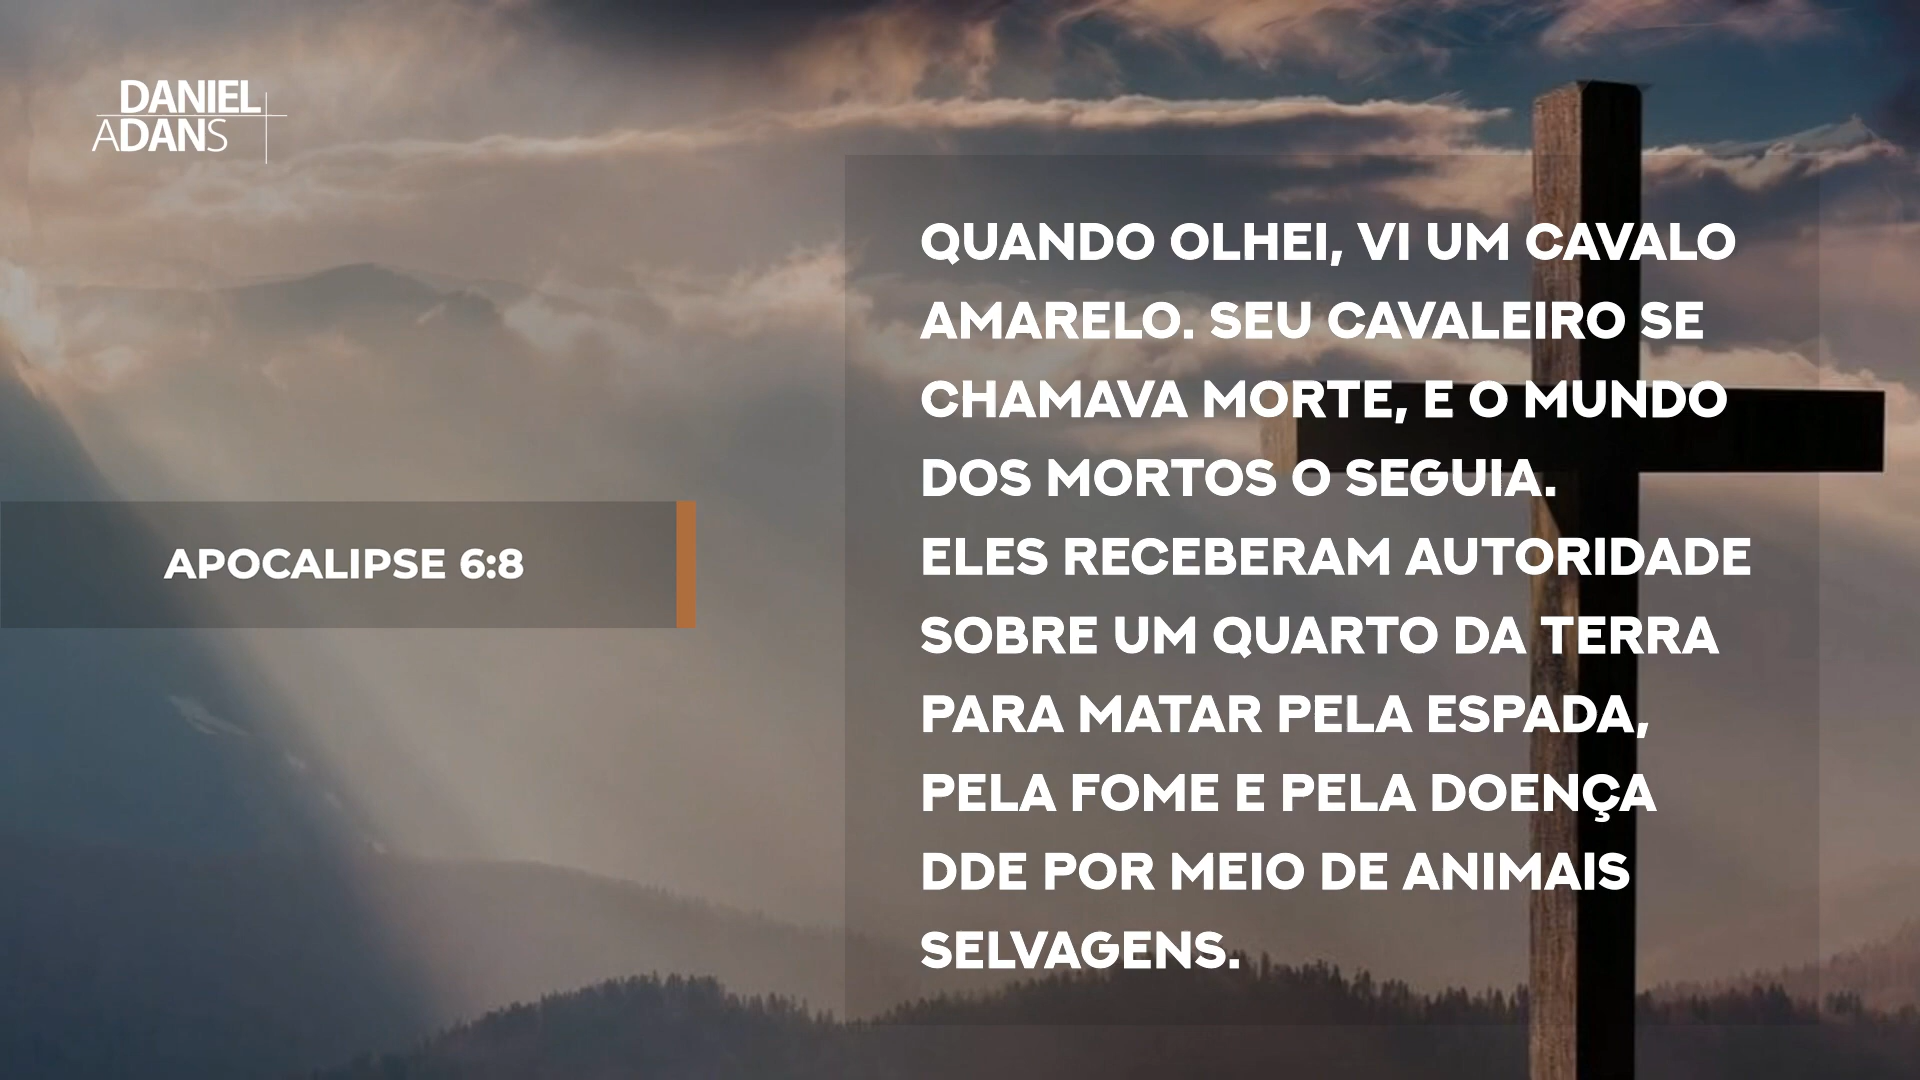 DANIEL
ADANS
APOCALIPSE 6:8
QUANDO OLHEI, VI UM CAVALO
AMARELO. SEU CAVALEIRO SE
CHAMAVA MORTE, E O MUNDO
DOS MORTOS O SEGUIA.
ELES RECEBERAM AUTORIDADE
SOBRE UM QUARTO DA TERRA
PARA MATAR PELA ESPADA,
PELA FOME E PELA DOENÇA
DDE POR MEIO DE ANIMAIS
SELVAGENS.